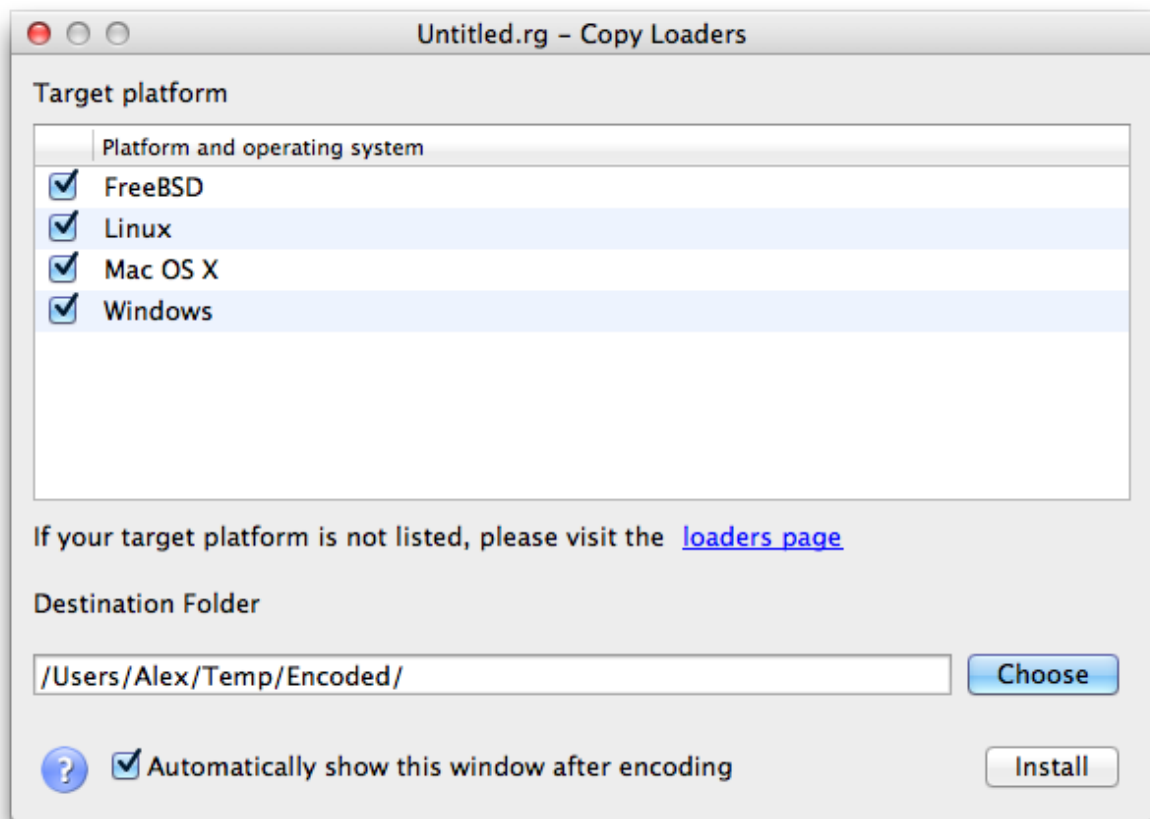 Untitled.rg – Copy Loaders
Target platform
Platform and operating system
FreeBSD
Linux
Mac OS X
Windows
If your target platform is not listed, please visit the loaders page
Destination Folder
/Users/Alex/Temp/Encoded/ Choose
? Automatically show this window after encoding Install